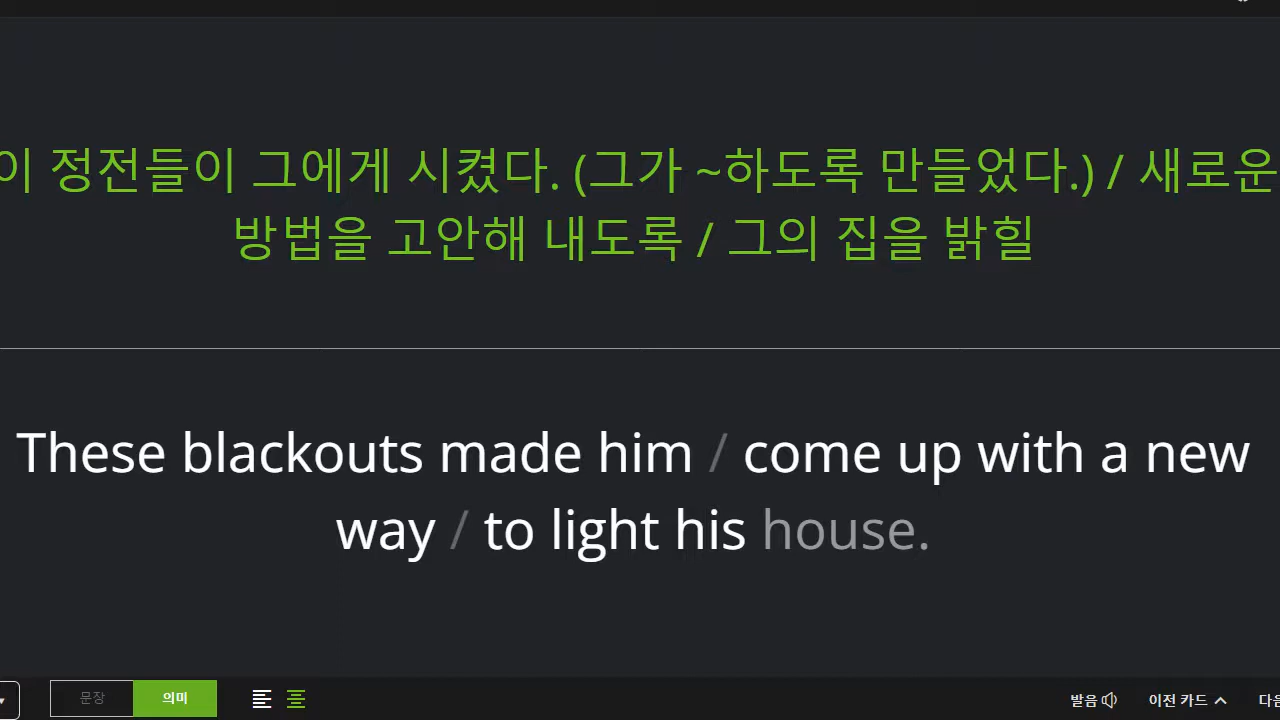 이 정전들이 그에게 시켰다. (그가 ~하도록 만들었다.) / 새로운
방법을 고안해 내도록 / 그의 집을 밝힐
These blackouts made him / come up with a new
way / to light his house.
문장 의미 발음 이전 카드 다음